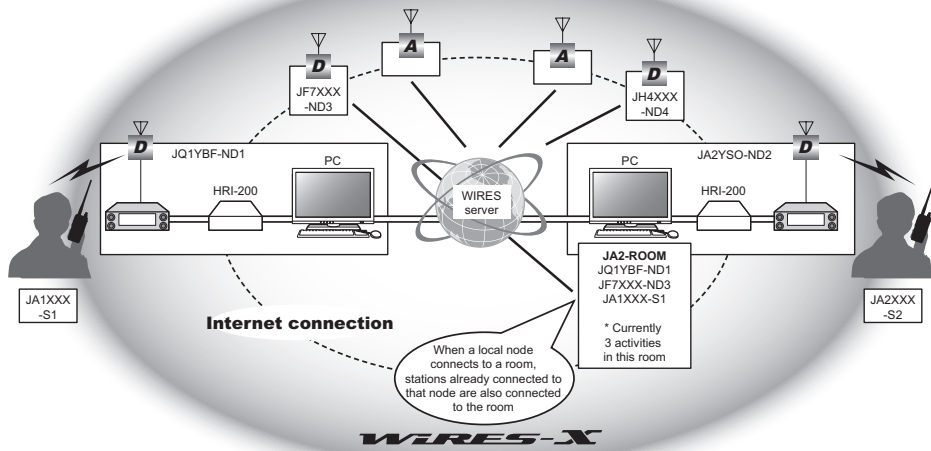 A
A
D
JF7XXX
-ND3
D
JH4XXX
-ND4
D
JQ1YBF-ND1
PC
HRI-200
WIRES
server
PC
JA2YSO-ND2
D
HRI-200
JA1XXX
-S1
JA2XXX
-S2
JA2-ROOM
JQ1YBF-ND1
JF7XXX-ND3
JA1XXX-S1
* Currently
3 activities
in this room
Internet connection
When a local node
connects to a room,
stations already connected to
that node are also connected
to the room
WIRES-X